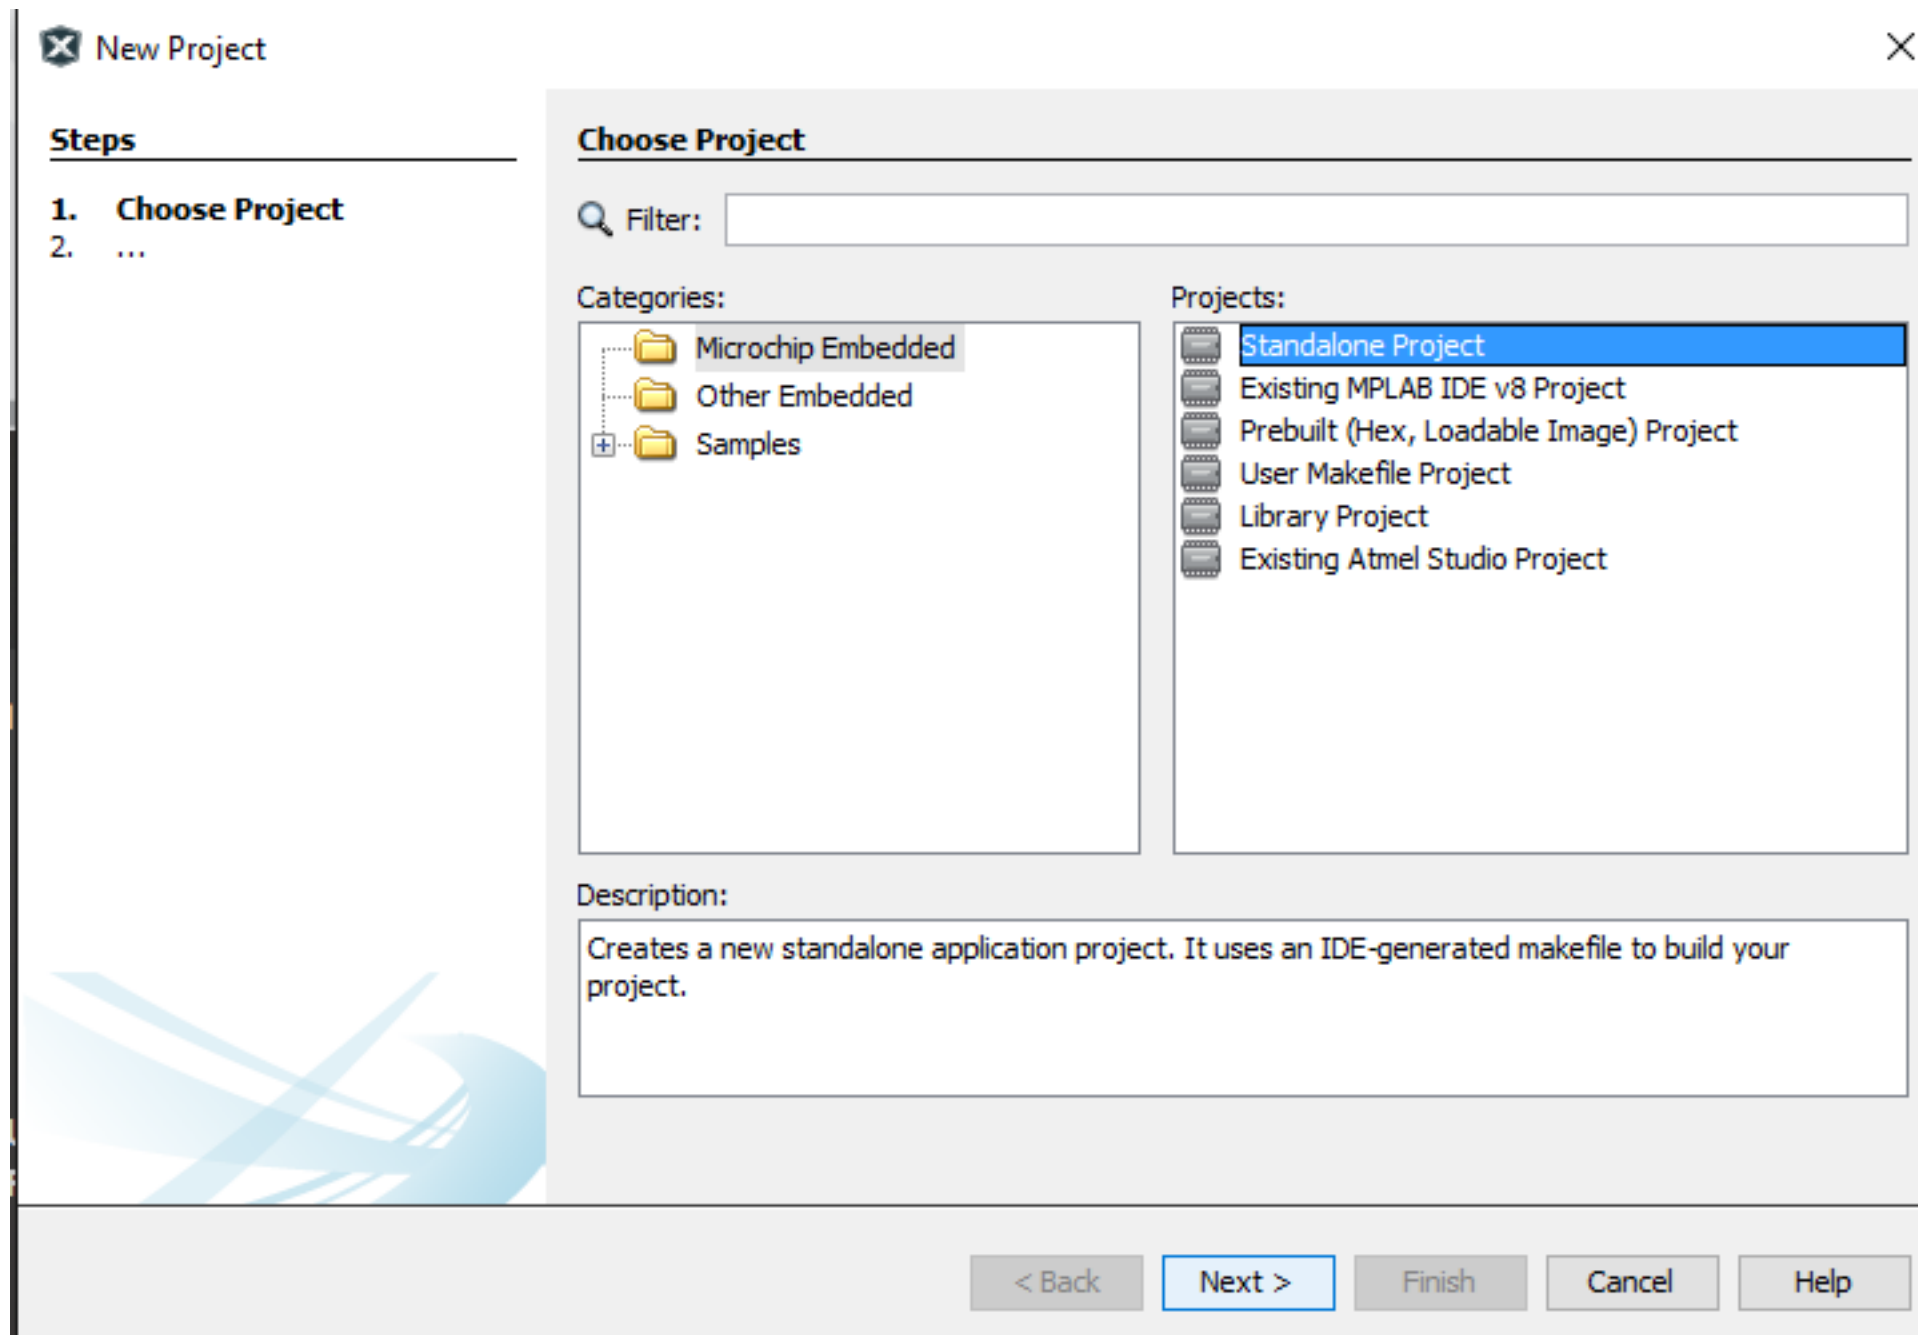 New Project
Steps
1. Choose Project
2. ...
Choose Project
Filter:
Categories:
Microchip Embedded
Other Embedded
Samples
Projects:
Standalone Project
Existing MPLAB IDE v8 Project
Prebuilt (Hex, Loadable Image) Project
User Makefile Project
Library Project
Existing Atmel Studio Project
Description:
Creates a new standalone application project. It uses an IDE-generated makefile to build your
project.
< Back
Next >
Finish
Cancel
Help